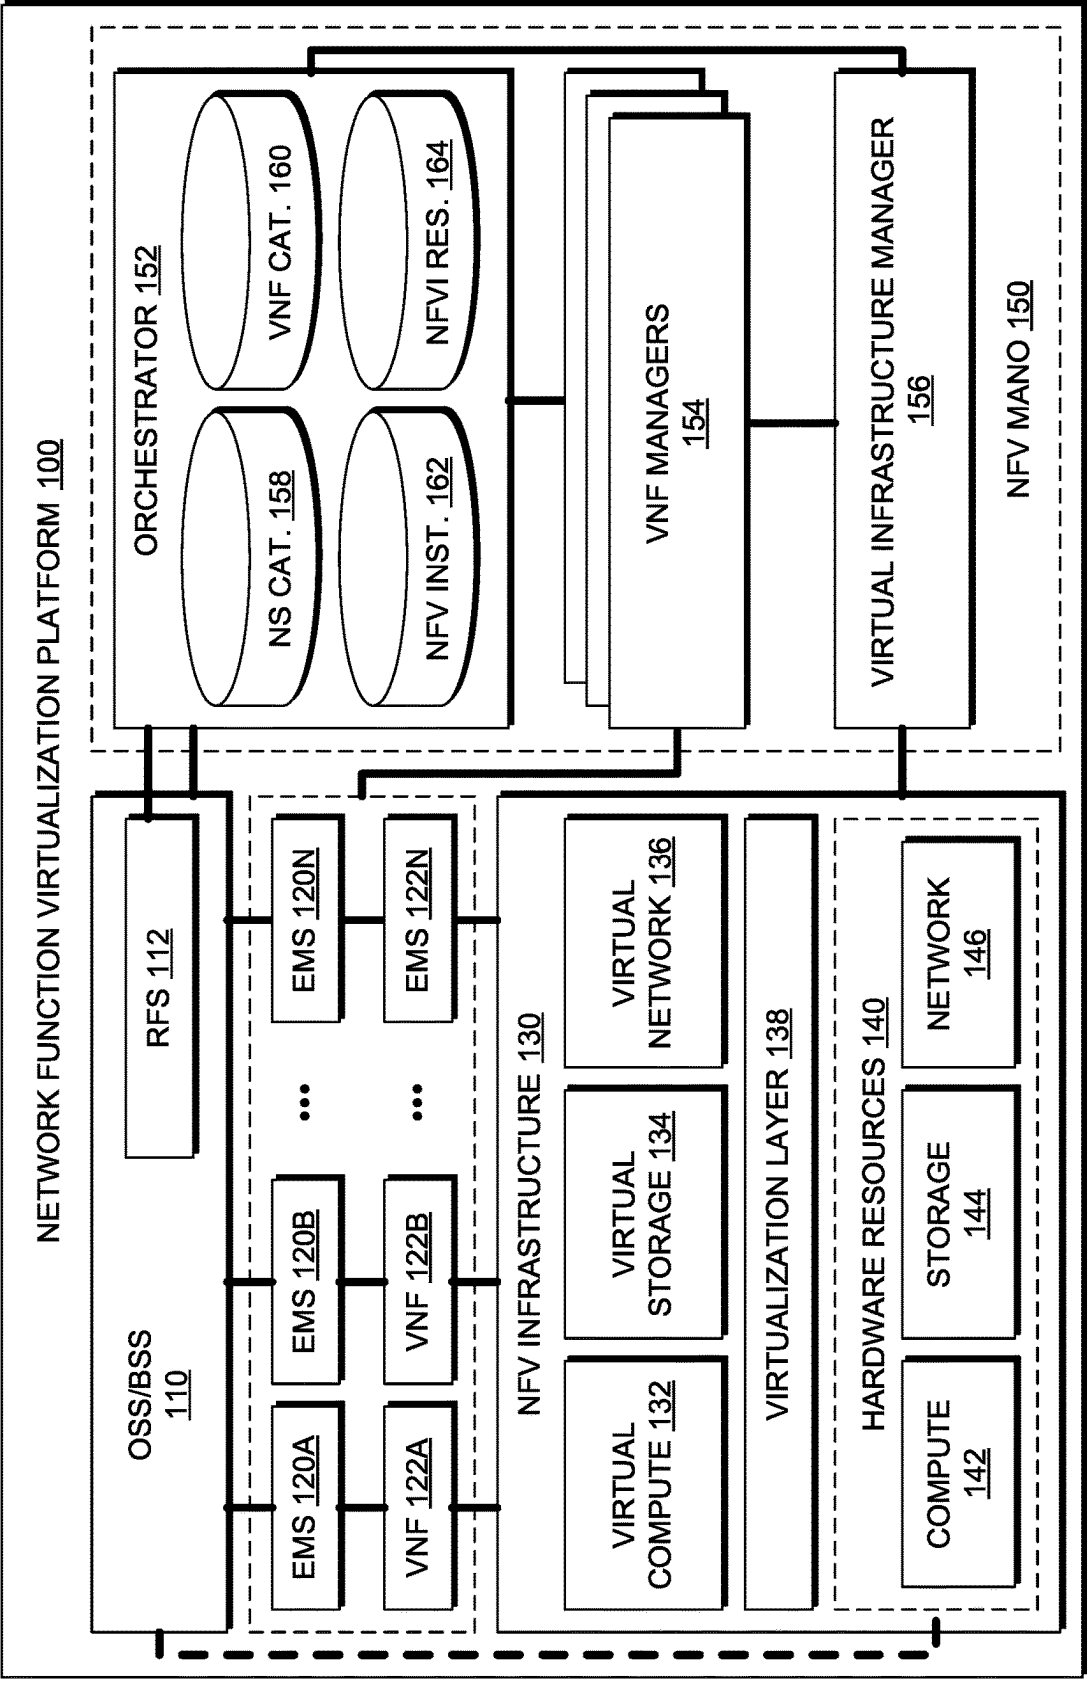 NETWORK FUNCTION VIRTUALIZATION PLATFORM 100
OSS/BSS
110
RFS 112
EMS 120A
EMS 120B
...
EMS 120N
VNF 122A
VNF 122B
...
EMS 122N
NFV INFRASTRUCTURE 130
VIRTUAL
COMPUTE 132
VIRTUAL
STORAGE 134
VIRTUAL
NETWORK 136
VIRTUALIZATION LAYER 138
HARDWARE RESOURCES 140
COMPUTE
142
STORAGE
144
NETWORK
146
ORCHESTRATOR 152
NS CAT. 158
VNF CAT. 160
NFV INST. 162
NFVI RES. 164
VNF MANAGERS
154
VIRTUAL INFRASTRUCTURE MANAGER
156
NFV MANO 150